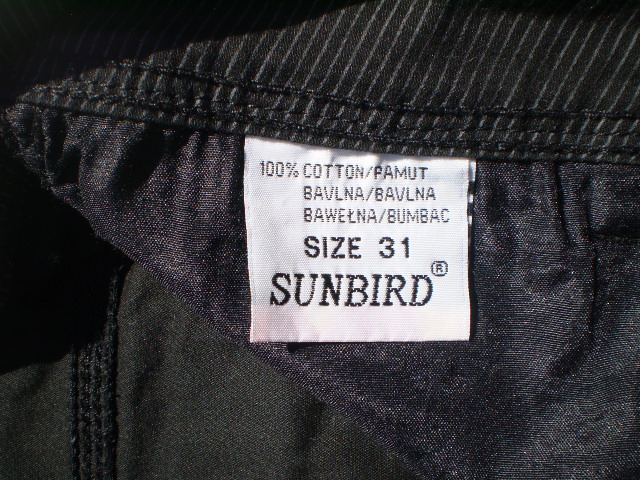 100% COTTON/PAMUT
BAVLNA/BAVLNA
BAWEŁNA/BUMBAC
SIZE 31
SUNBIRD®